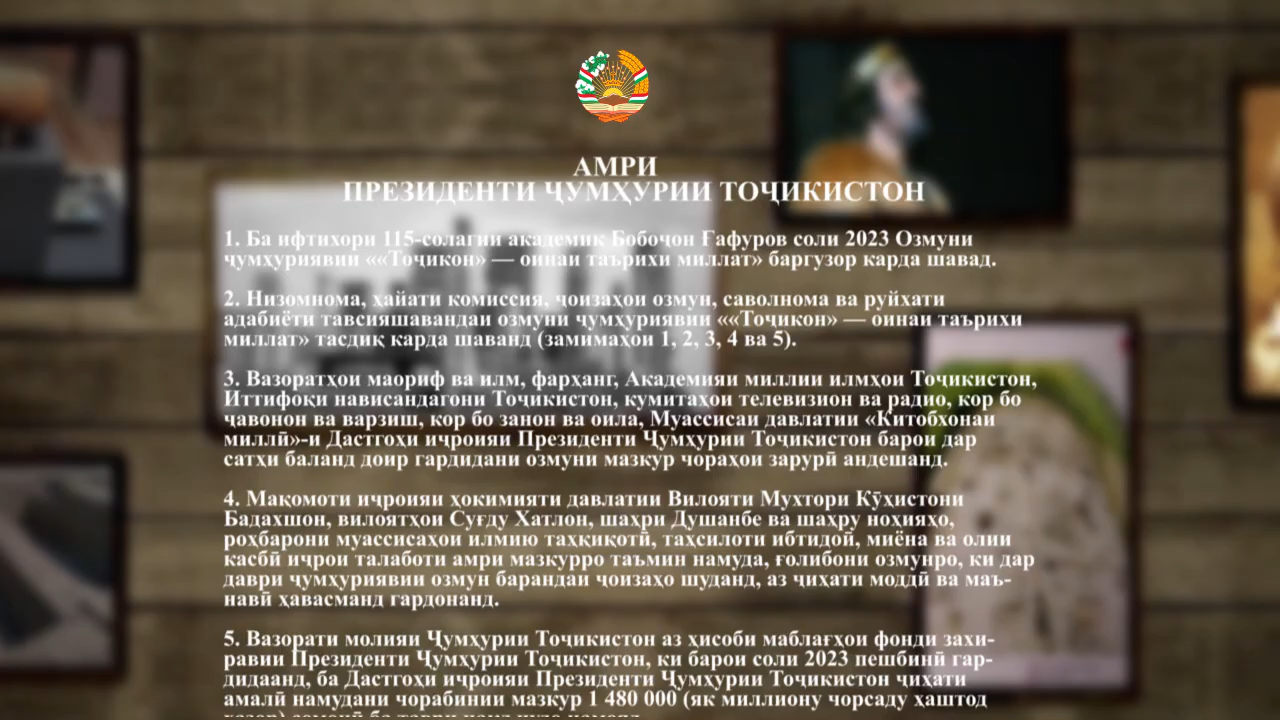 АМРИ
ПРЕЗИДЕНТИ ҶУМҲУРИИ ТОҶИКИСТОН
1. Ба ифтихори 115-солагии академик Бобоҷон Ғафуров соли 2023 Озмуни
ҷумҳуриявии ««Тоҷикон» — оинаи таърихи миллат» баргузор карда шавад.
2. Низомнома, ҳайати комиссия, ҷоизаҳои озмун, саволнома ва руйхати
адабиёти тавсияшавандаи озмуни ҷумҳуриявии ««Тоҷикон» — оинаи таърихи
миллат» тасдиқ карда шаванд (замимаҳои 1, 2, 3, 4 ва 5).
3. Вазоратҳои маориф ва илм, фарҳанг, Академияи миллии илмҳои Тоҷикистон,
Иттифоқи нависандагони Тоҷикистон, кумитаҳои телевизион ва радио, кор бо
ҷавонон ва варзиш, кор бо занон ва оила, Муассисаи давлатии «Китобхонаи
миллӣ»-и Дастгоҳи иҷроияи Президенти Ҷумҳурии Тоҷикистон барои дар
сатҳи баланд доир гардидани озмуни мазкур чораҳои зарурӣ андешанд.
4. Мақомоти иҷроияи ҳокимияти давлатии Вилояти Мухтори Кӯҳистони
Бадахшон, вилоятҳои Суғду Хатлон, шаҳри Душанбе ва шаҳру ноҳияҳо,
роҳбарони муассисаҳои илмию таҳқиқотӣ, таҳсилоти ибтидоӣ, миёна ва олии
касбӣ иҷрои талаботи амри мазкурро таъмин намуда, ғолибони озмунро, ки дар
даври ҷумҳуриявии озмун барандаи ҷоизаҳо шуданд, аз ҷиҳати моддӣ ва маъ-
навӣ ҳавасманд гардонанд.
5. Вазорати молияи Ҷумҳурии Тоҷикистон аз ҳисоби маблағҳои фонди захи-
равии Президенти Ҷумҳурии Тоҷикистон, ки барои соли 2023 пешбинӣ гар-
дидаанд, ба Дастгоҳи иҷроияи Президенти Ҷумҳурии Тоҷикистон ҷиҳати
амалӣ намудани чорабинии мазкур 1 480 000 (як миллиону чорсаду ҳаштод